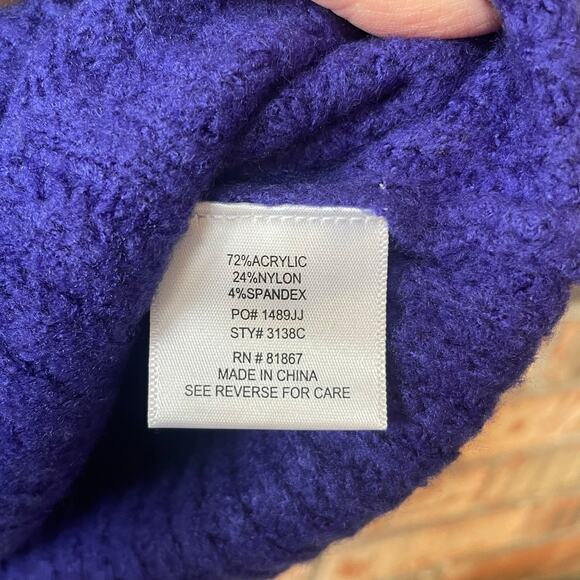 72%ACRYLIC
24%NYLON
4%SPANDEX
PO# 1489JJ
STY# 3138C
RN # 81867
MADE IN CHINA
SEE REVERSE FOR CARE